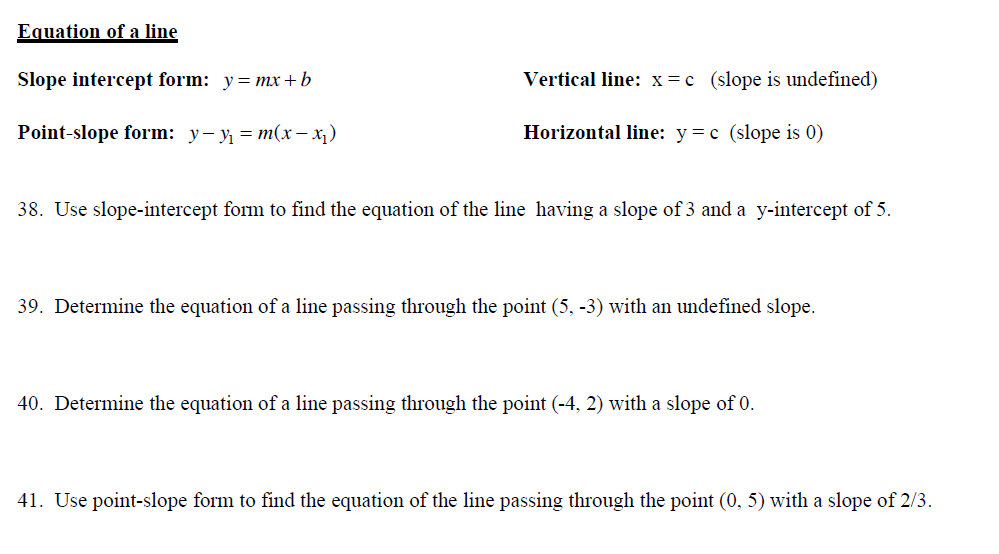 Equation of a line
Slope intercept form: y = mx + b Vertical line: x = c (slope is undefined)
Point-slope form: y − y₁ = m(x − x₁) Horizontal line: y = c (slope is 0)
38. Use slope-intercept form to find the equation of the line having a slope of 3 and a y-intercept of 5.
39. Determine the equation of a line passing through the point (5, -3) with an undefined slope.
40. Determine the equation of a line passing through the point (-4, 2) with a slope of 0.
41. Use point-slope form to find the equation of the line passing through the point (0, 5) with a slope of 2/3.